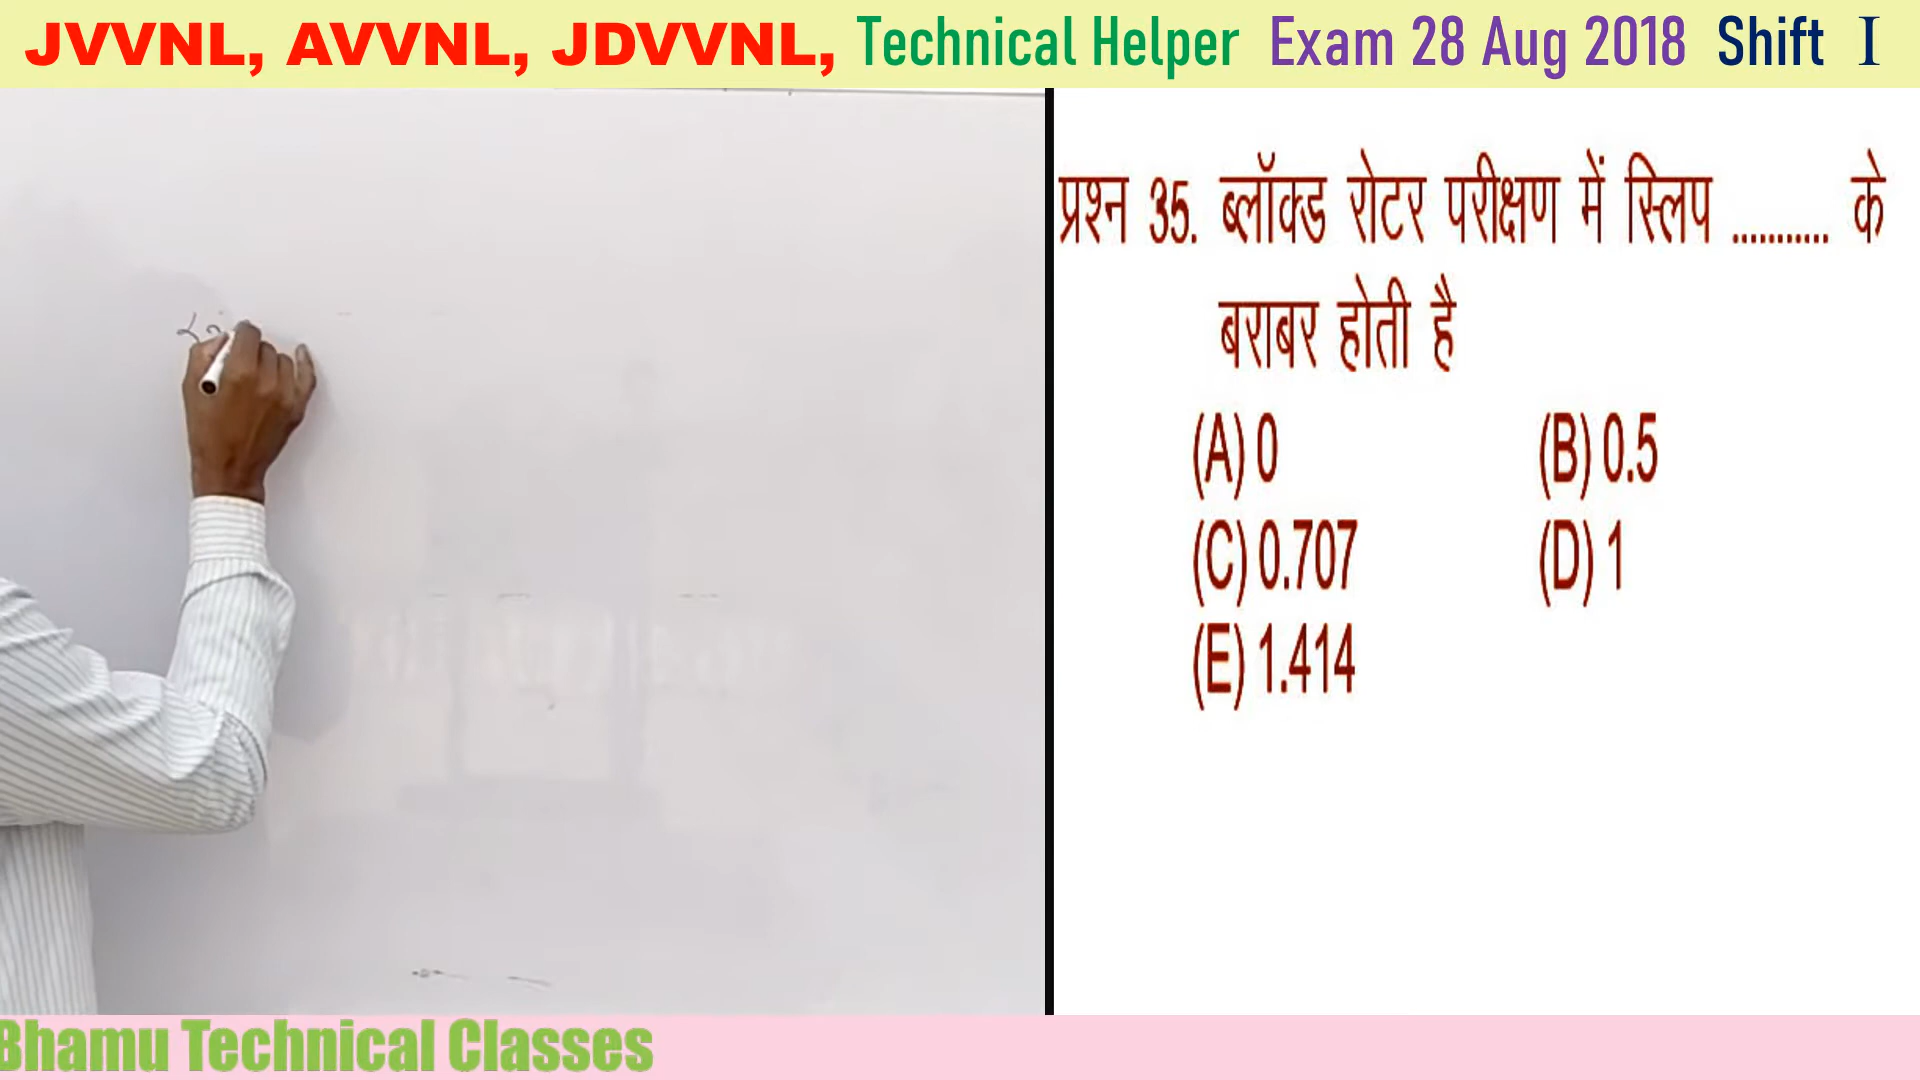 JVVNL, AVVNL, JDVVNL, Technical Helper Exam 28 Aug 2018 Shift I
प्रश्न 35. ब्लॉक्ड रोटर परीक्षण में स्लिप ........... के
बराबर होती है
(A) 0 (B) 0.5
(C) 0.707 (D) 1
(E) 1.414
Bhamu Technical Classes